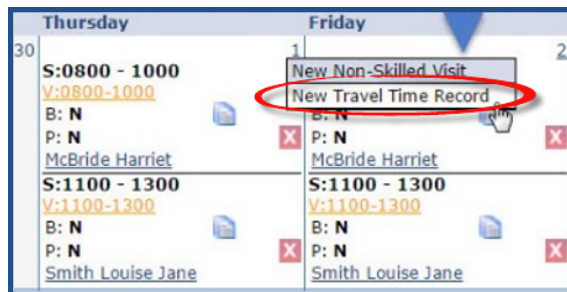 Thursday Friday
30 1 2
New Non-Skilled Visit
New Travel Time Record
S:0800 - 1000
V:0800-1000
B: N
P: N
McBride Harriet
S:1100 - 1300
V:1100-1300
B: N
P: N
Smith Louise Jane
B: N
P: N
McBride Harriet
S:1100 - 1300
V:1100-1300
B: N
P: N
Smith Louise Jane